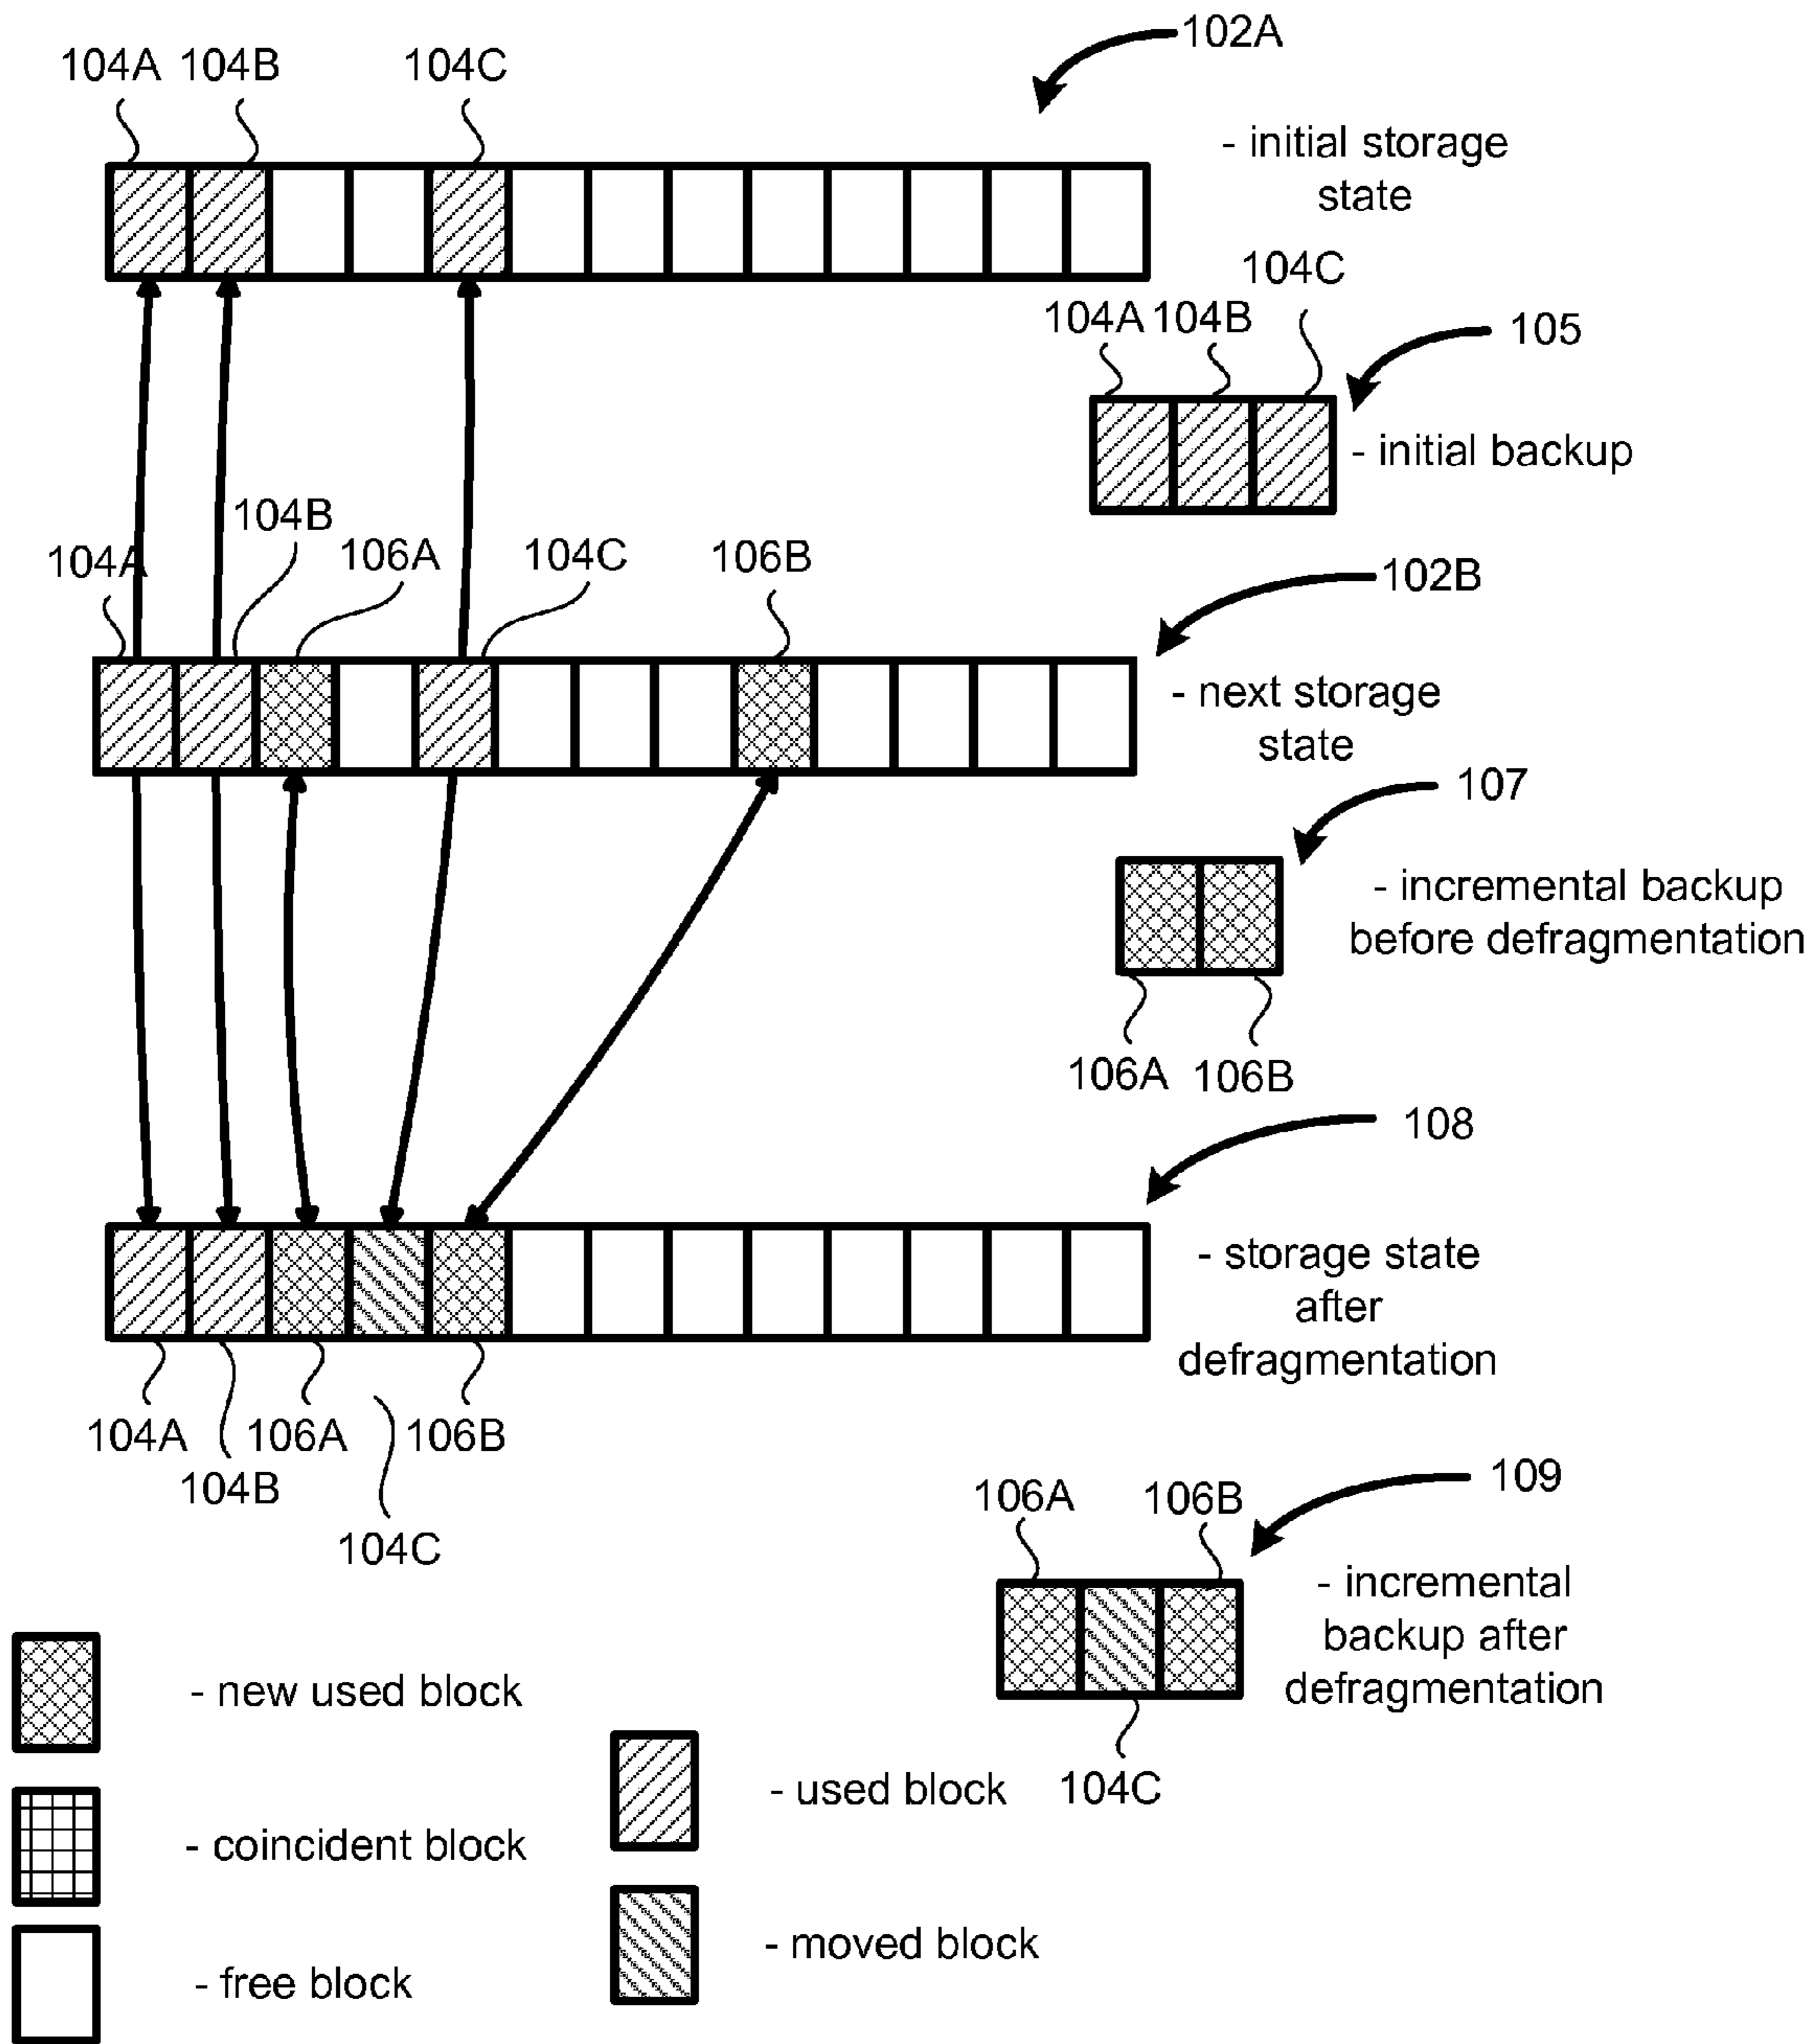 102A
104A 104B 104C
- initial storage
state
104C
104A 104B 105
- initial backup
104B
104A 106A 104C 106B 102B
- next storage
state
107
- incremental backup
before defragmentation
106A 106B
108
- storage state
after
defragmentation
104A 106A 106B
104B
104C
106A 106B 109
- incremental
backup after
defragmentation
104C
- new used block
- used block
- coincident block
- moved block
- free block